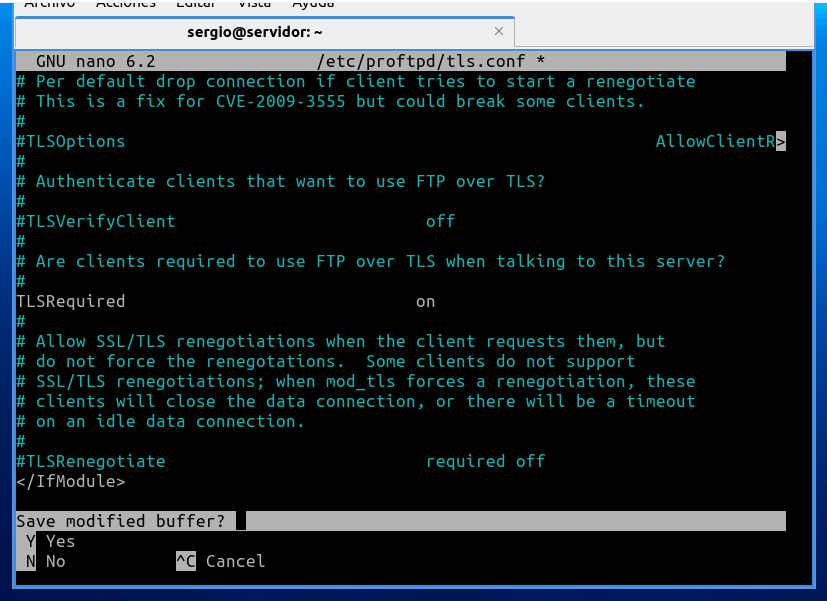 Archivo Acciones Editar Vista Ayuda
sergio@servidor: ~ ×
GNU nano 6.2 /etc/proftpd/tls.conf *
# Per default drop connection if client tries to start a renegotiate
# This is a fix for CVE-2009-3555 but could break some clients.
#
#TLSOptions AllowClientR>
#
# Authenticate clients that want to use FTP over TLS?
#
#TLSVerifyClient off
#
# Are clients required to use FTP over TLS when talking to this server?
#
TLSRequired on
#
# Allow SSL/TLS renegotiations when the client requests them, but
# do not force the renegotations.  Some clients do not support
# SSL/TLS renegotiations; when mod_tls forces a renegotiation, these
# clients will close the data connection, or there will be a timeout
# on an idle data connection.
#
#TLSRenegotiate required off
</IfModule>
Save modified buffer?
Y Yes
N No ^C Cancel